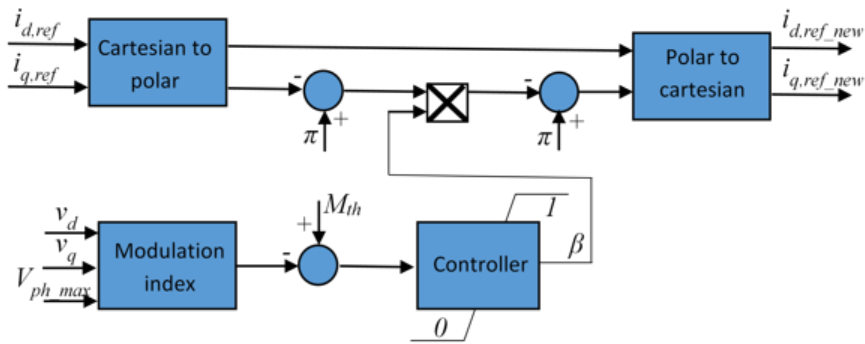 i_d,ref
i_q,ref
Cartesian to
polar
-
π
+
-
π
+
Polar to
cartesian
i_d,ref_new
i_q,ref_new
v_d
v_q
V_ph_max
Modulation
index
-
+
M_th
Controller
1
0
β